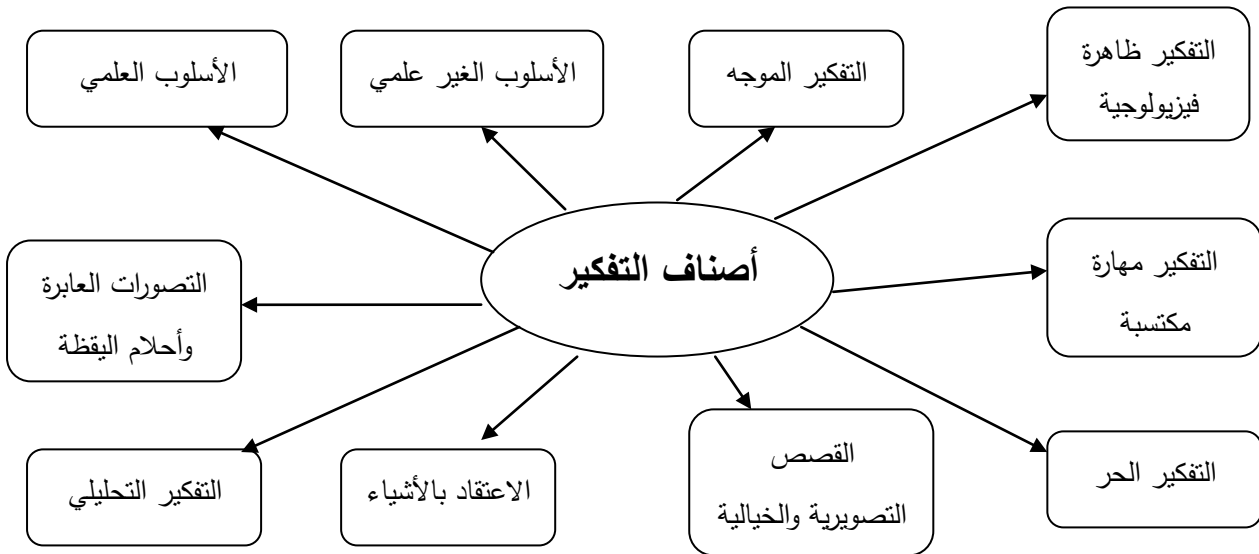 التفكير ظاهرة
فيزيولوجية
التفكير الموجه
الأسلوب الغير علمي
الأسلوب العلمي
أصناف التفكير
التفكير مهارة
مكتسبة
التصورات العابرة
وأحلام اليقظة
التفكير الحر
القصص
التصويرية والخيالية
الاعتقاد بالأشياء
التفكير التحليلي